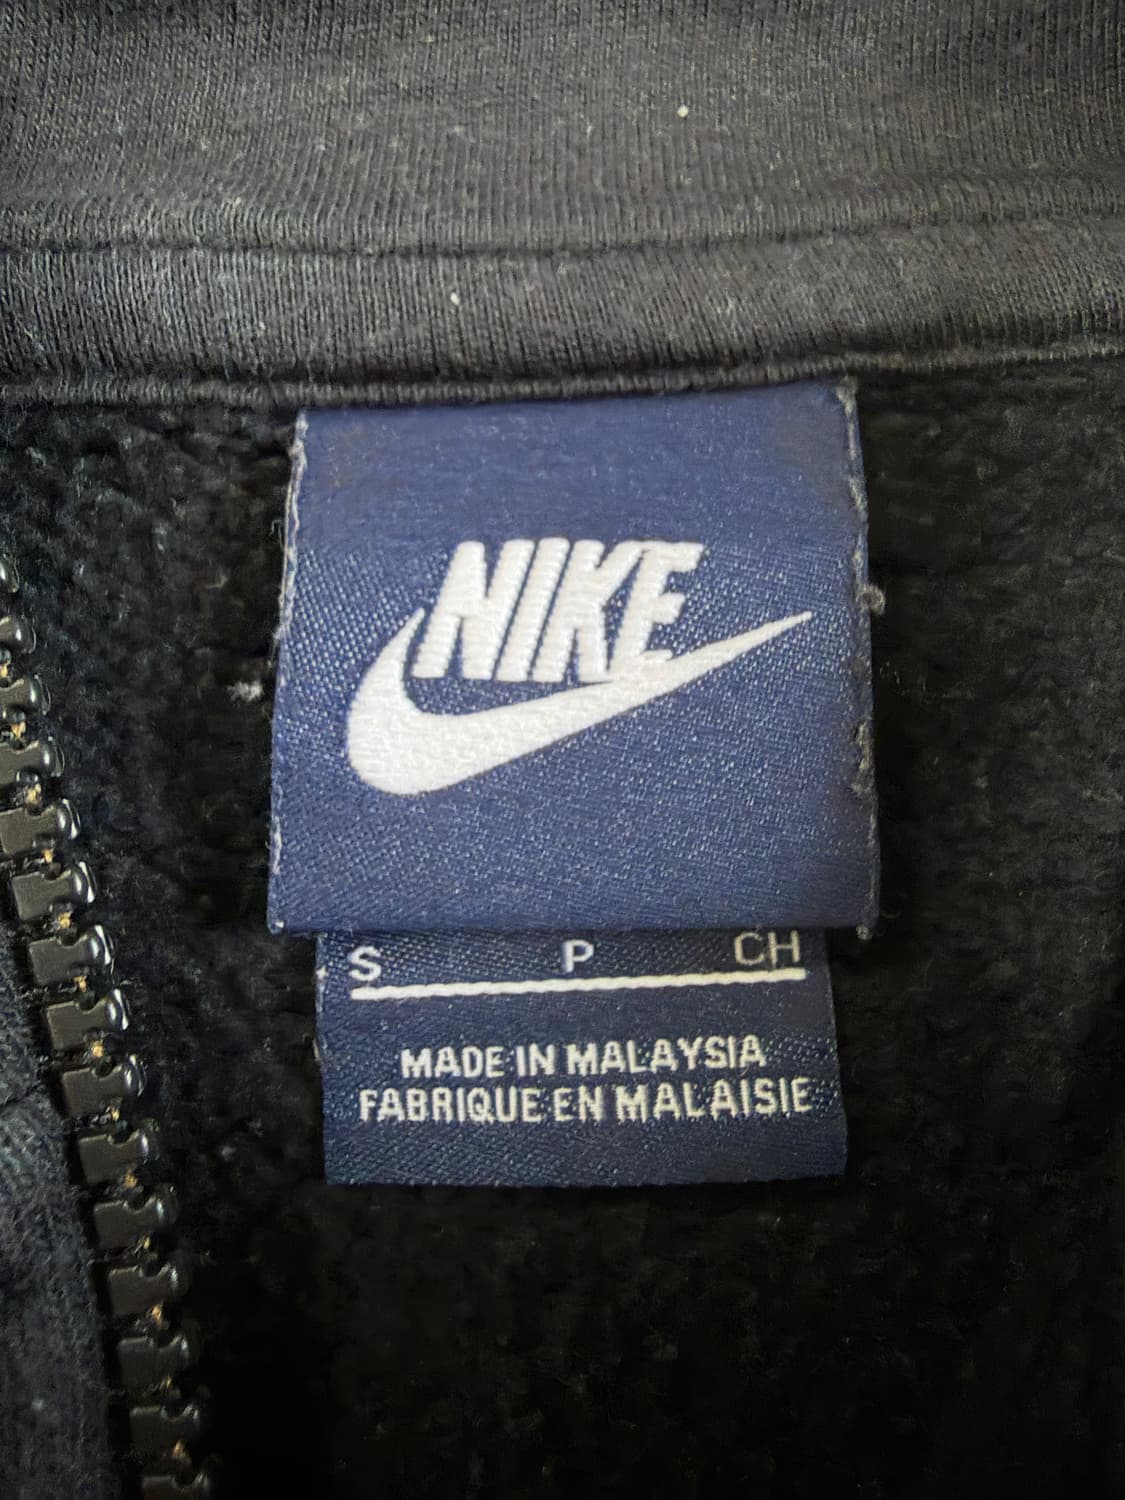 NIKE
S P CH
MADE IN MALAYSIA
FABRIQUE EN MALAISIE